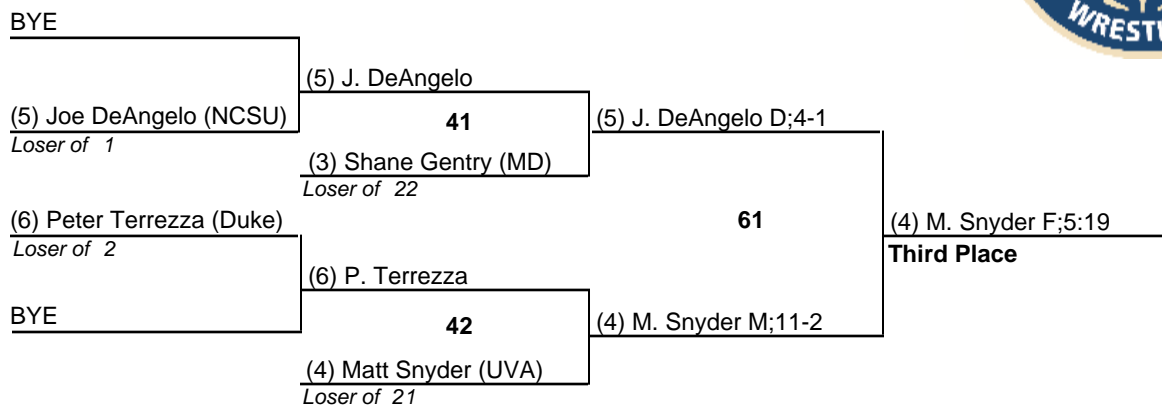 BYE
(5) J. DeAngelo
(5) Joe DeAngelo (NCSU)
Loser of 1
41
(5) J. DeAngelo D;4-1
(3) Shane Gentry (MD)
Loser of 22
(6) Peter Terrezza (Duke)
Loser of 2
61
(4) M. Snyder F;5:19
Third Place
(6) P. Terrezza
BYE
42
(4) M. Snyder M;11-2
(4) Matt Snyder (UVA)
Loser of 21